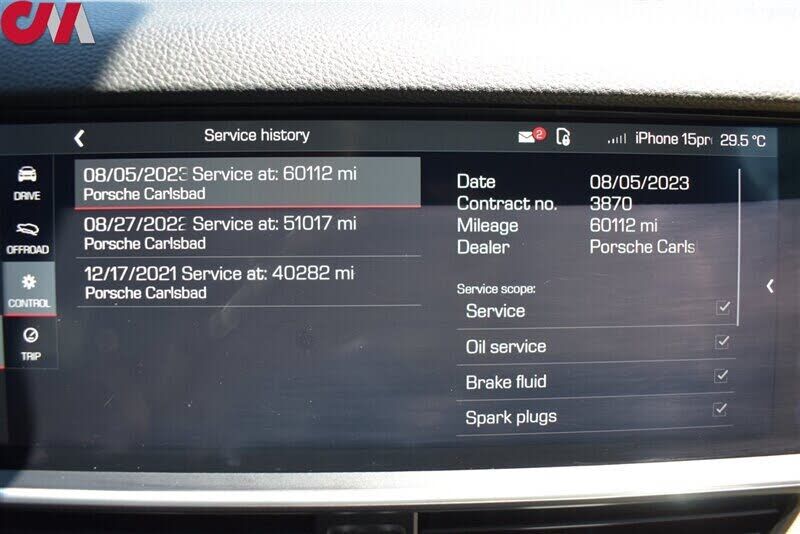 CM
Service history
2
iPhone 15pr
29.5 °C
DRIVE
OFFROAD
CONTROL
TRIP
08/05/2023 Service at: 60112 mi
Porsche Carlsbad
08/27/2022 Service at: 51017 mi
Porsche Carlsbad
12/17/2021 Service at: 40282 mi
Porsche Carlsbad
Date 08/05/2023
Contract no. 3870
Mileage 60112 mi
Dealer Porsche Carls
Service scope:
Service
Oil service
Brake fluid
Spark plugs